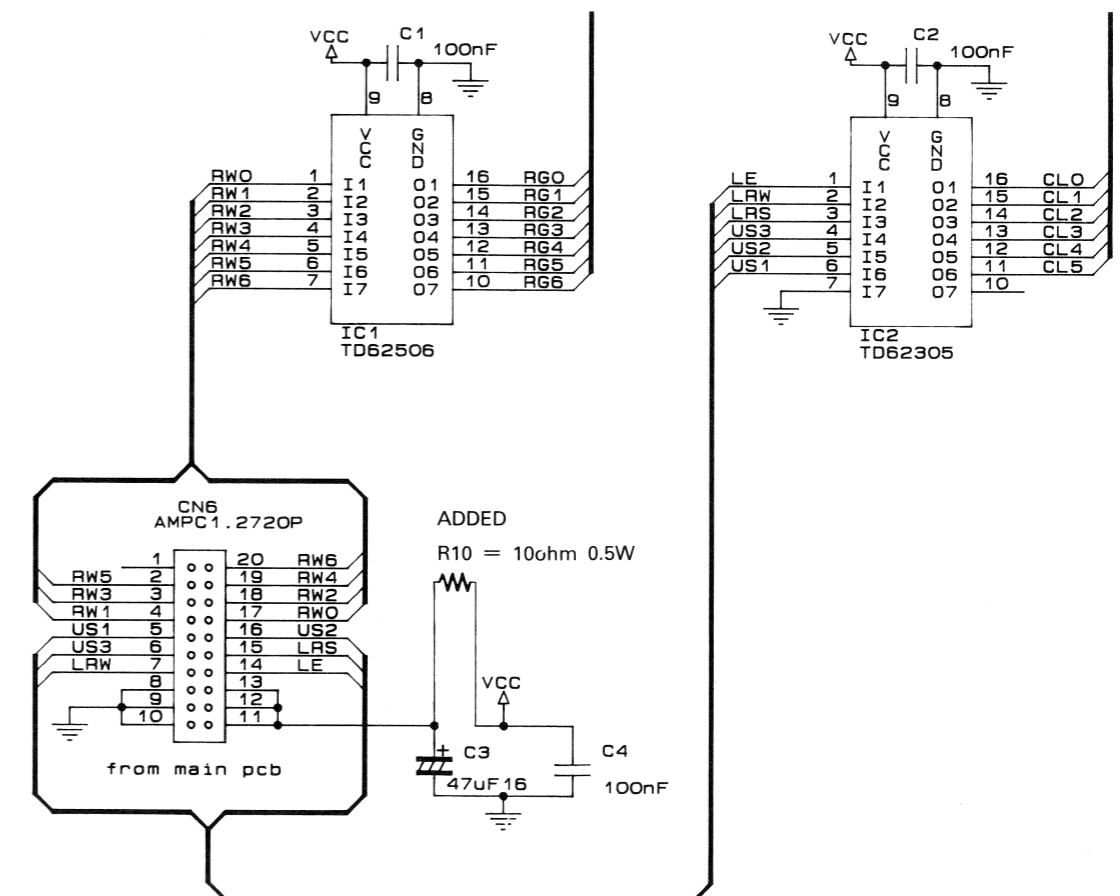 VCC C1 100nF
9 8
VCC GND
RW0 1 I1 O1 16 RG0
RW1 2 I2 O2 15 RG1
RW2 3 I3 O3 14 RG2
RW3 4 I4 O4 13 RG3
RW4 5 I5 O5 12 RG4
RW5 6 I6 O6 11 RG5
RW6 7 I7 O7 10 RG6
IC1
TD62506
VCC C2 100nF
9 8
VCC GND
LE 1 I1 O1 16 CL0
LRW 2 I2 O2 15 CL1
LRS 3 I3 O3 14 CL2
US3 4 I4 O4 13 CL3
US2 5 I5 O5 12 CL4
US1 6 I6 O6 11 CL5
7 I7 O7 10
IC2
TD62305
CN6
AMPC1.2720P
1 20 RW6
RW5 2 19 RW4
RW3 3 18 RW2
RW1 4 17 RW0
US1 5 16 US2
US3 6 15 LRS
LRW 7 14 LE
8 13
9 12
10 11
from main pcb
ADDED
R10 = 10ohm 0.5W
VCC
+ C3
47uF16
C4
100nF